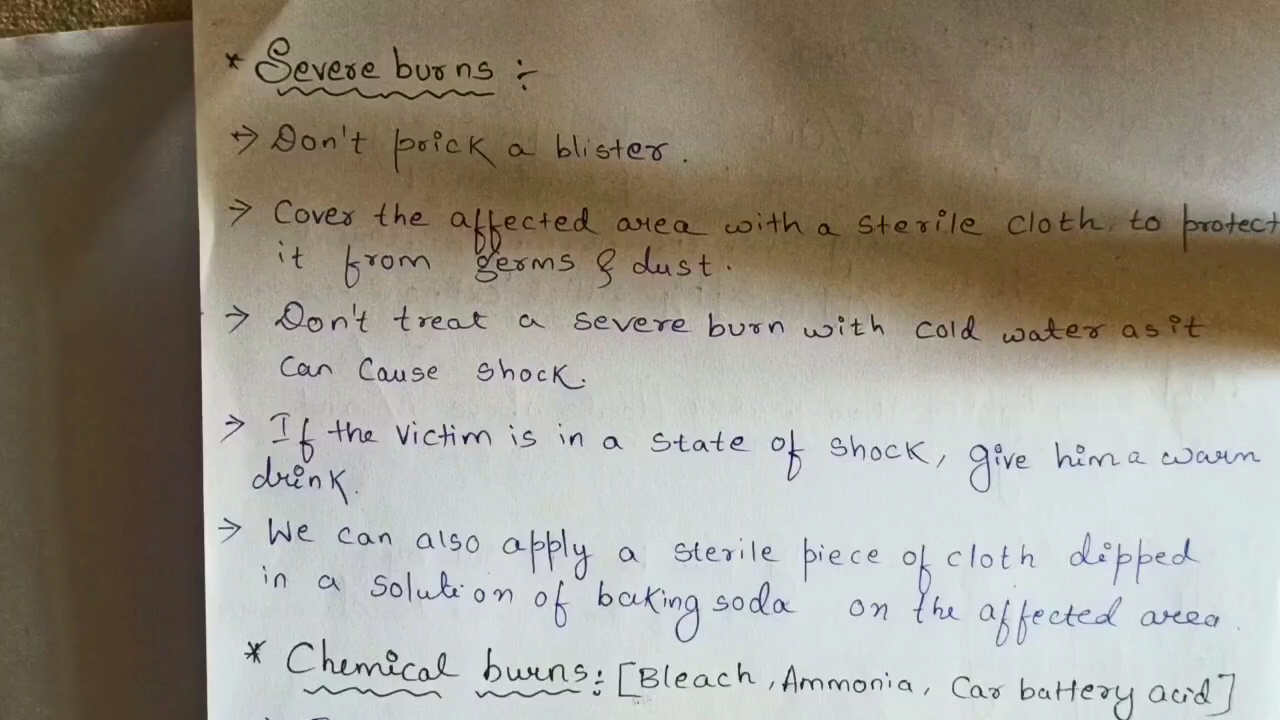 * Severe burns :-
→ Don't prick a blister.
→ Cover the affected area with a sterile cloth, to protect
it from germs & dust.
→ Don't treat a severe burn with cold water as it
can cause shock.
→ If the victim is in a state of shock, give him a warm
drink.
→ We can also apply a sterile piece of cloth dipped
in a solution of baking soda on the affected area.
* Chemical burns: [Bleach, Ammonia, Car battery acid]